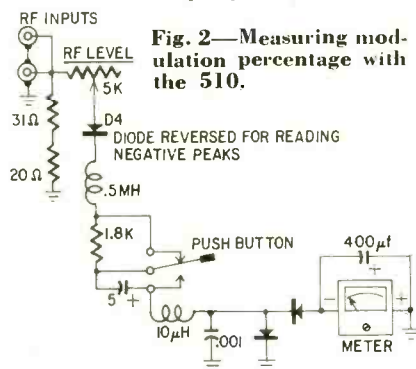 RF INPUTS
RF LEVEL
Fig. 2—Measuring mod-
ulation percentage with
the 510.
5K
31Ω
D4
DIODE REVERSED FOR READING
NEGATIVE PEAKS
20Ω
.5MH
1.8K
PUSH BUTTON
400μf
+
5
+
-
+
10μH
.001
METER